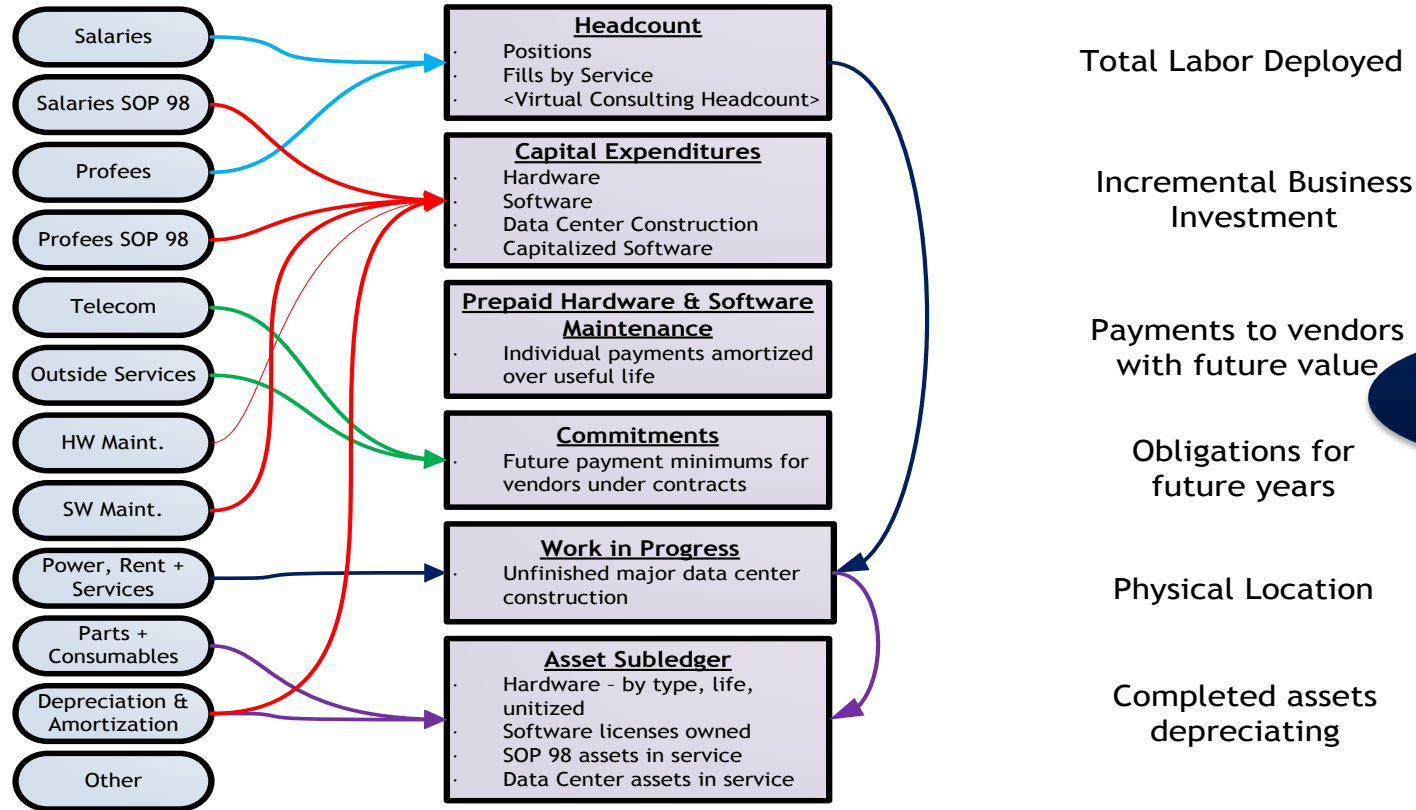 Salaries
Salaries SOP 98
Profees
Profees SOP 98
Telecom
Outside Services
HW Maint.
SW Maint.
Power, Rent +
Services
Parts +
Consumables
Depreciation &
Amortization
Other
Headcount
· Positions
· Fills by Service
· <Virtual Consulting Headcount>
Capital Expenditures
· Hardware
· Software
· Data Center Construction
· Capitalized Software
Prepaid Hardware & Software
Maintenance
· Individual payments amortized
over useful life
Commitments
· Future payment minimums for
vendors under contracts
Work in Progress
· Unfinished major data center
construction
Asset Subledger
· Hardware – by type, life,
unitized
· Software licenses owned
· SOP 98 assets in service
· Data Center assets in service
Total Labor Deployed
Incremental Business
Investment
Payments to vendors
with future value
Obligations for
future years
Physical Location
Completed assets
depreciating